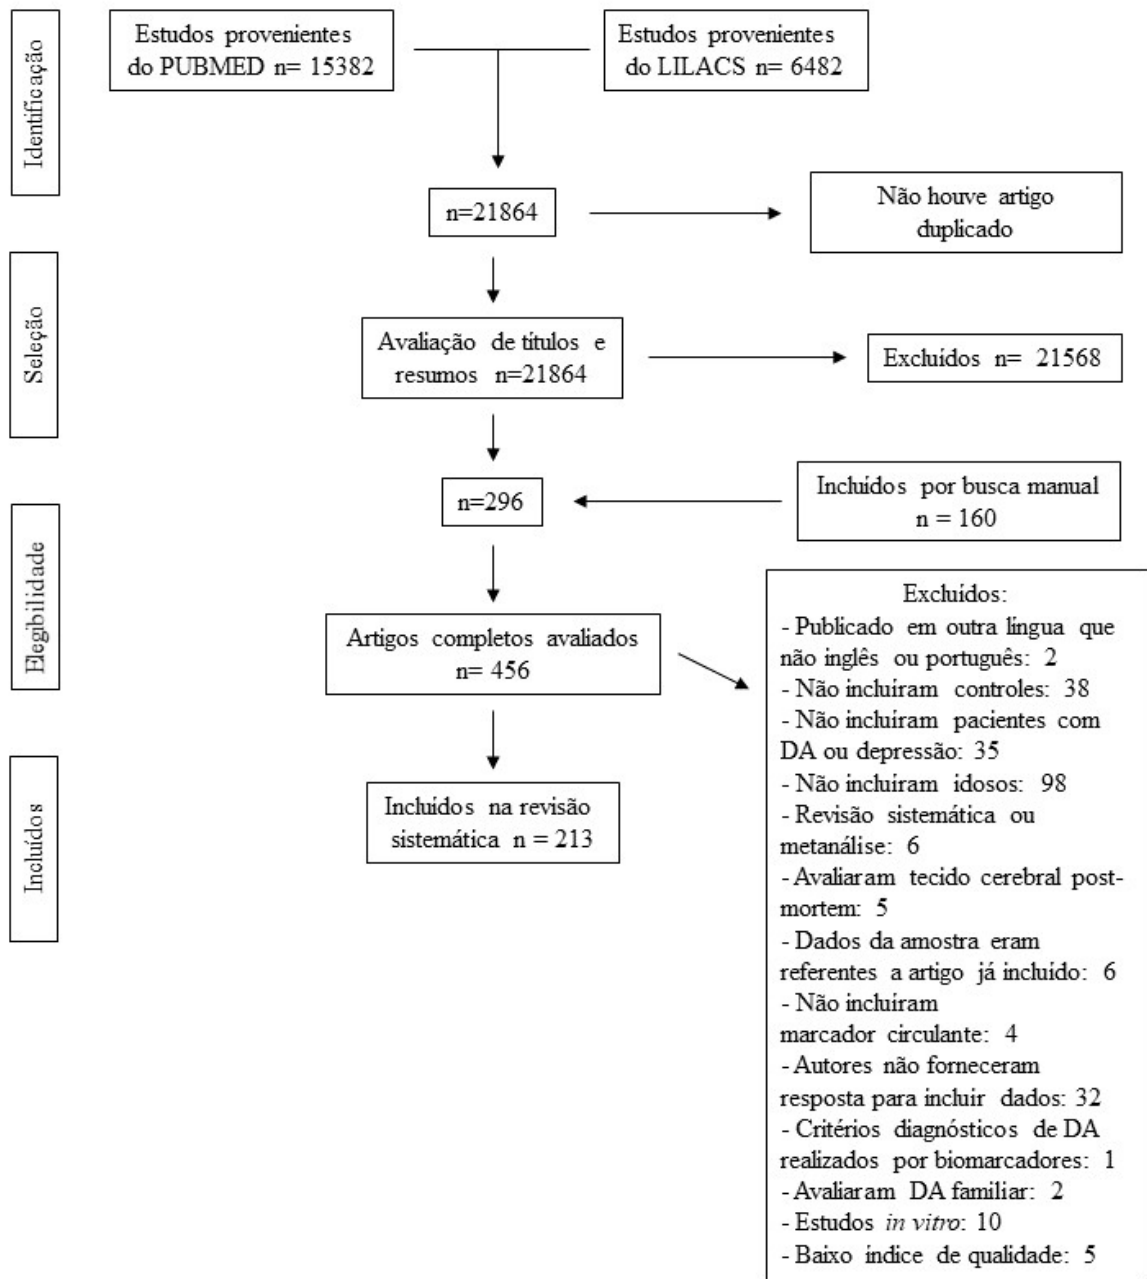 Identificação
Estudos provenientes
do PUBMED n= 15382
Estudos provenientes
do LILACS n= 6482
n=21864
Não houve artigo
duplicado
Seleção
Avaliação de títulos e
resumos n=21864
Excluídos n= 21568
n=296
Incluídos por busca manual
n = 160
Elegibilidade
Artigos completos avaliados
n= 456
Excluídos:
- Publicado em outra língua que
não inglês ou português: 2
- Não incluíram controles: 38
- Não incluíram pacientes com
DA ou depressão: 35
- Não incluíram idosos: 98
- Revisão sistemática ou
metanálise: 6
- Avaliaram tecido cerebral post-
mortem: 5
- Dados da amostra eram
referentes a artigo já incluído: 6
- Não incluíram
marcador circulante: 4
- Autores não forneceram
resposta para incluir dados: 32
- Critérios diagnósticos de DA
realizados por biomarcadores: 1
- Avaliaram DA familiar: 2
- Estudos in vitro: 10
- Baixo índice de qualidade: 5
Incluídos
Incluídos na revisão
sistemática n = 213